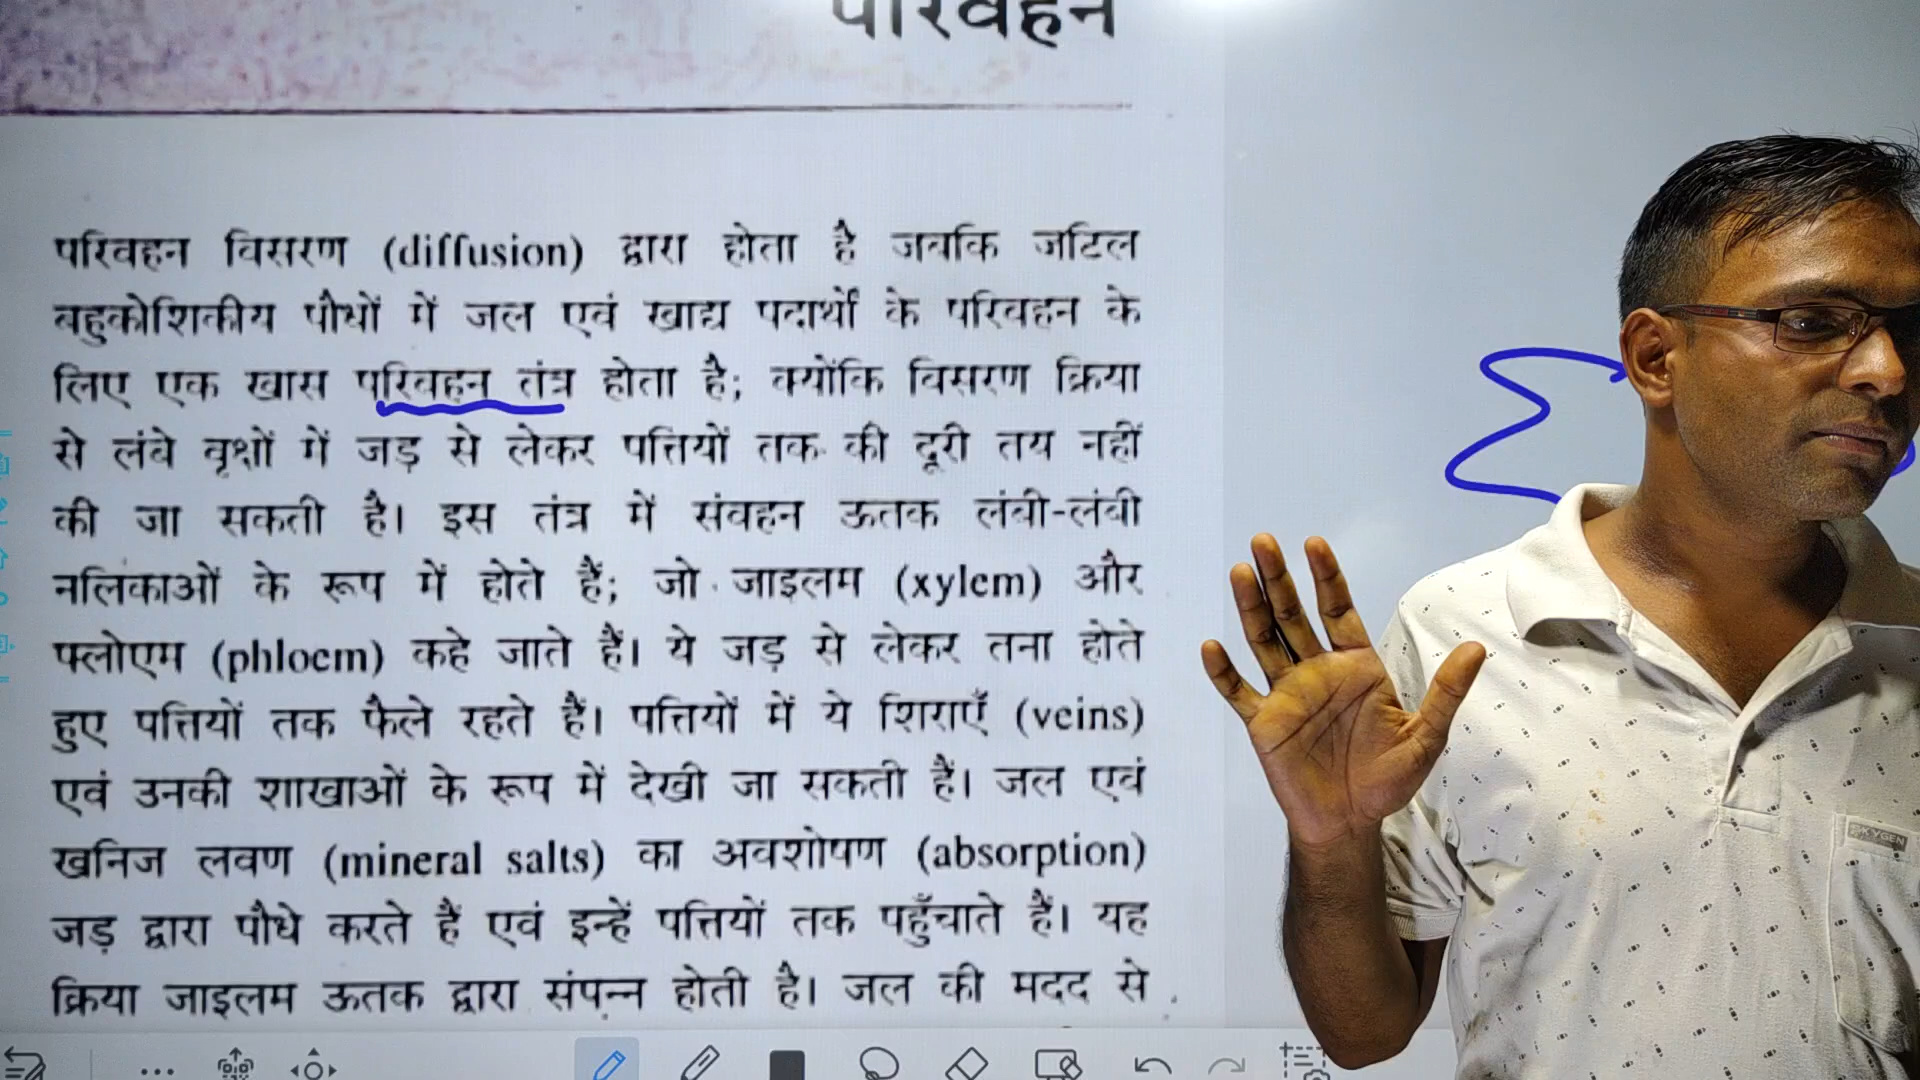 परिवहन
परिवहन विसरण (diffusion) द्वारा होता है जबकि जटिल
बहुकोशिकीय पौधों में जल एवं खाद्य पदार्थों के परिवहन के
लिए एक खास परिवहन तंत्र होता है; क्योंकि विसरण क्रिया
से लंबे वृक्षों में जड़ से लेकर पत्तियों तक की दूरी तय नहीं
की जा सकती है। इस तंत्र में संवहन ऊतक लंबी-लंबी
नलिकाओं के रूप में होते हैं; जो जाइलम (xylem) और
फ्लोएम (phloem) कहे जाते हैं। ये जड़ से लेकर तना होते
हुए पत्तियों तक फैले रहते हैं। पत्तियों में ये शिराएँ (veins)
एवं उनकी शाखाओं के रूप में देखी जा सकती हैं। जल एवं
खनिज लवण (mineral salts) का अवशोषण (absorption)
जड़ द्वारा पौधे करते हैं एवं इन्हें पत्तियों तक पहुँचाते हैं। यह
क्रिया जाइलम ऊतक द्वारा संपन्न होती है। जल की मदद से